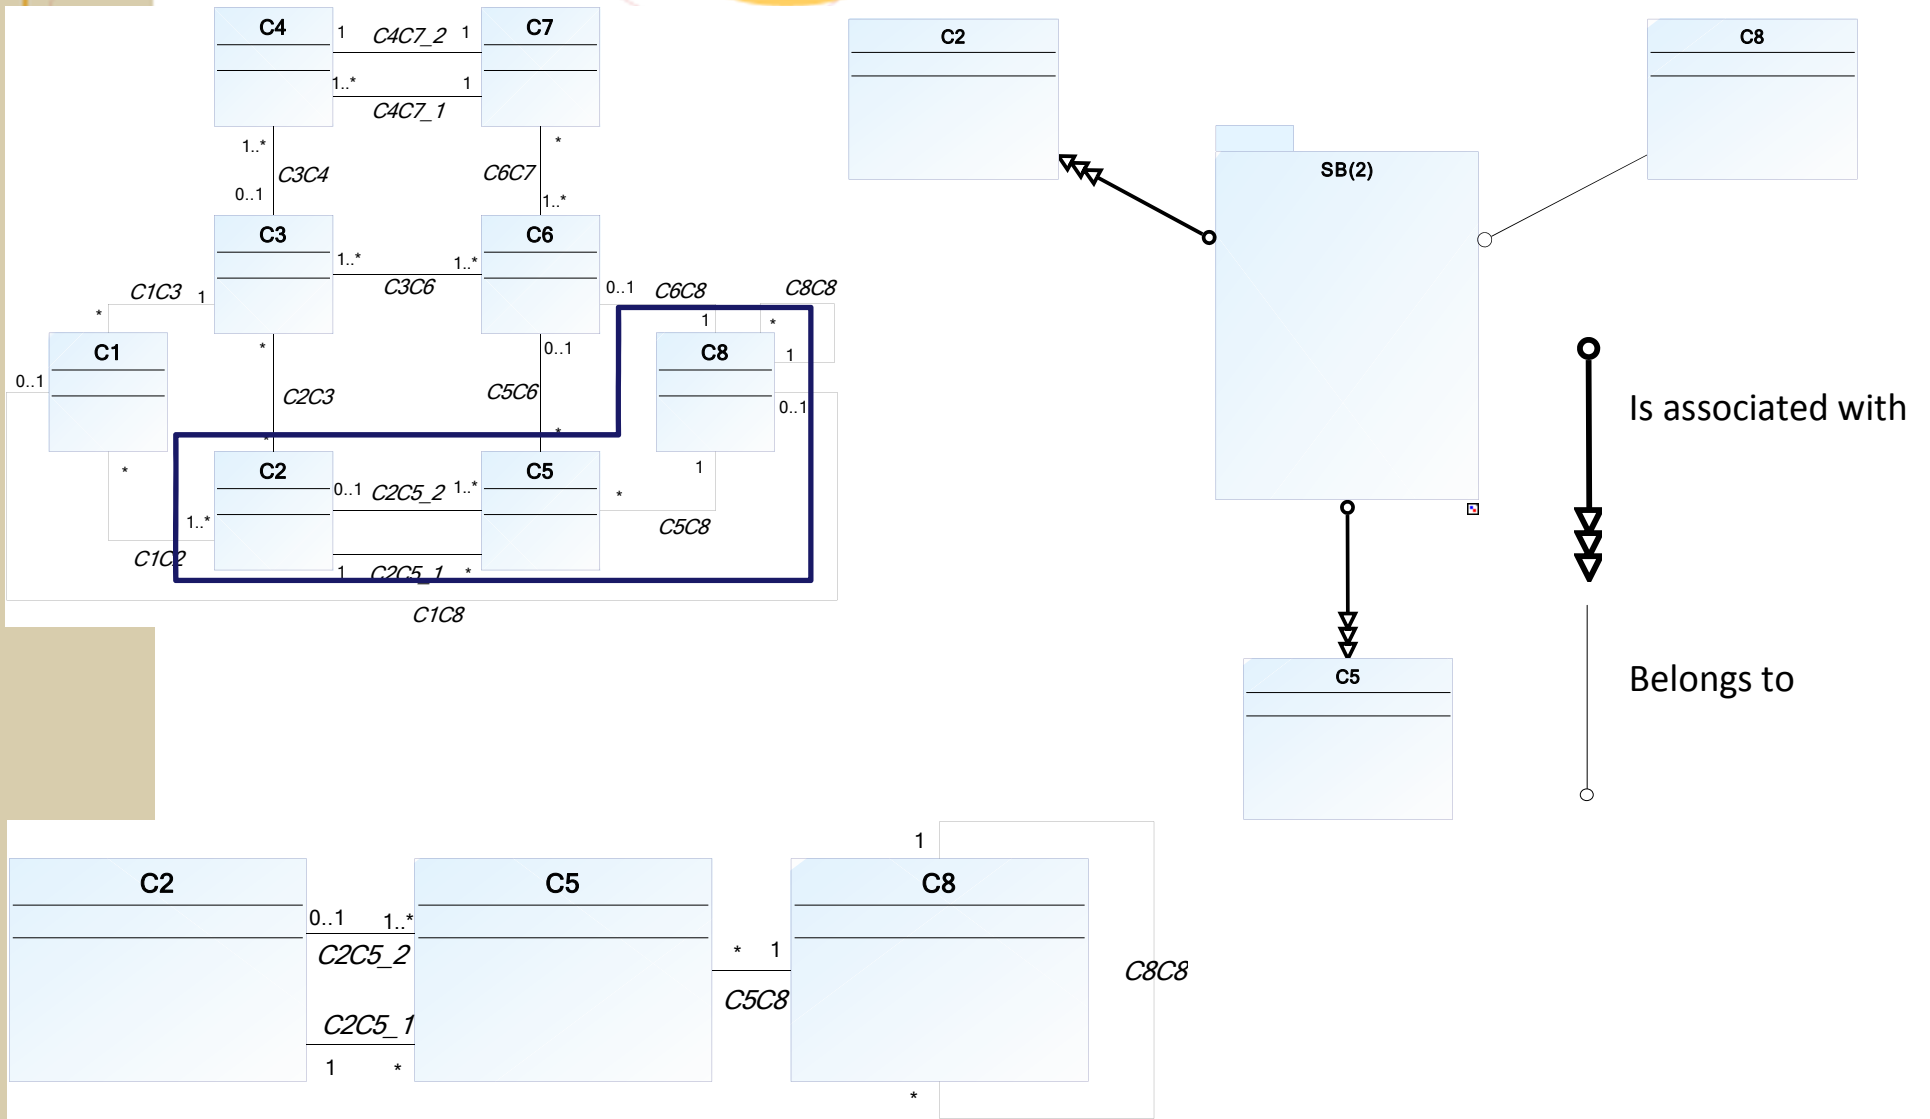 C4
1
C4C7_2
1
C7
1..*
1
C4C7_1
1..*
C3C4
0..1
*
C6C7
1..*
C3
1..*
C3C6
1..*
C6
C1C3
1
*
0..1
C6C8
C8C8
1
*
C1
0..1
*
C2C3
*
0..1
C5C6
*
C8
1
0..1
*
C1C2
1..*
C2
0..1
C2C5_2
1..*
C5
1
C2C5_1
*
1
*
C5C8
C1C8
C2
SB(2)
C8
C5
Is associated with
Belongs to
C2
0..1
1..*
C2C5_2
C2C5_1
1
*
C5
*
1
C5C8
C8
1
*
C8C8